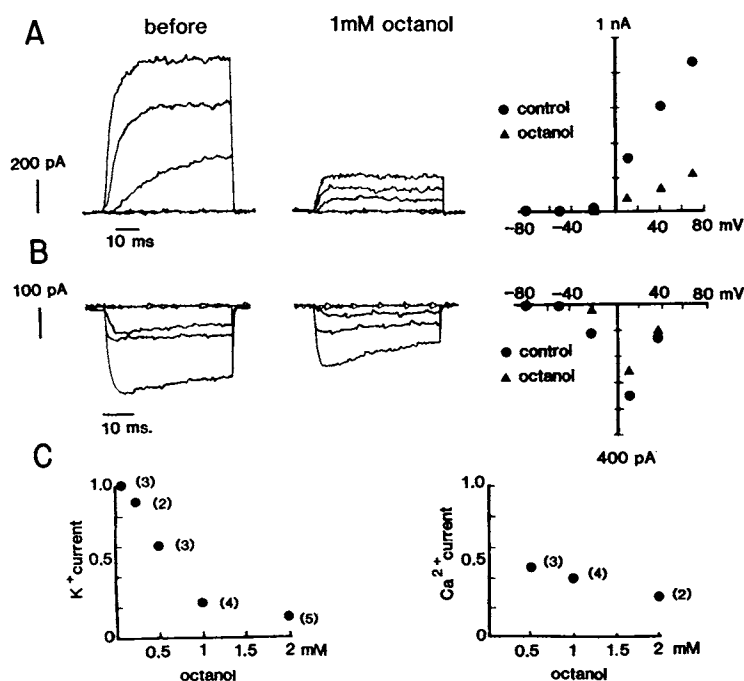 A
before
1mM octanol
1 nA
control
octanol
200 pA
10 ms
-80 -40 40 80 mV
B
100 pA
-80 -40 40 80 mV
control
octanol
10 ms.
400 pA
C
K+current
1.0
0.5
0
(3)
(2)
(3)
(4)
(5)
0.5 1 1.5 2 mM
octanol
Ca2+current
1.0
0.5
0
(3)
(4)
(2)
0.5 1 1.5 2 mM
octanol